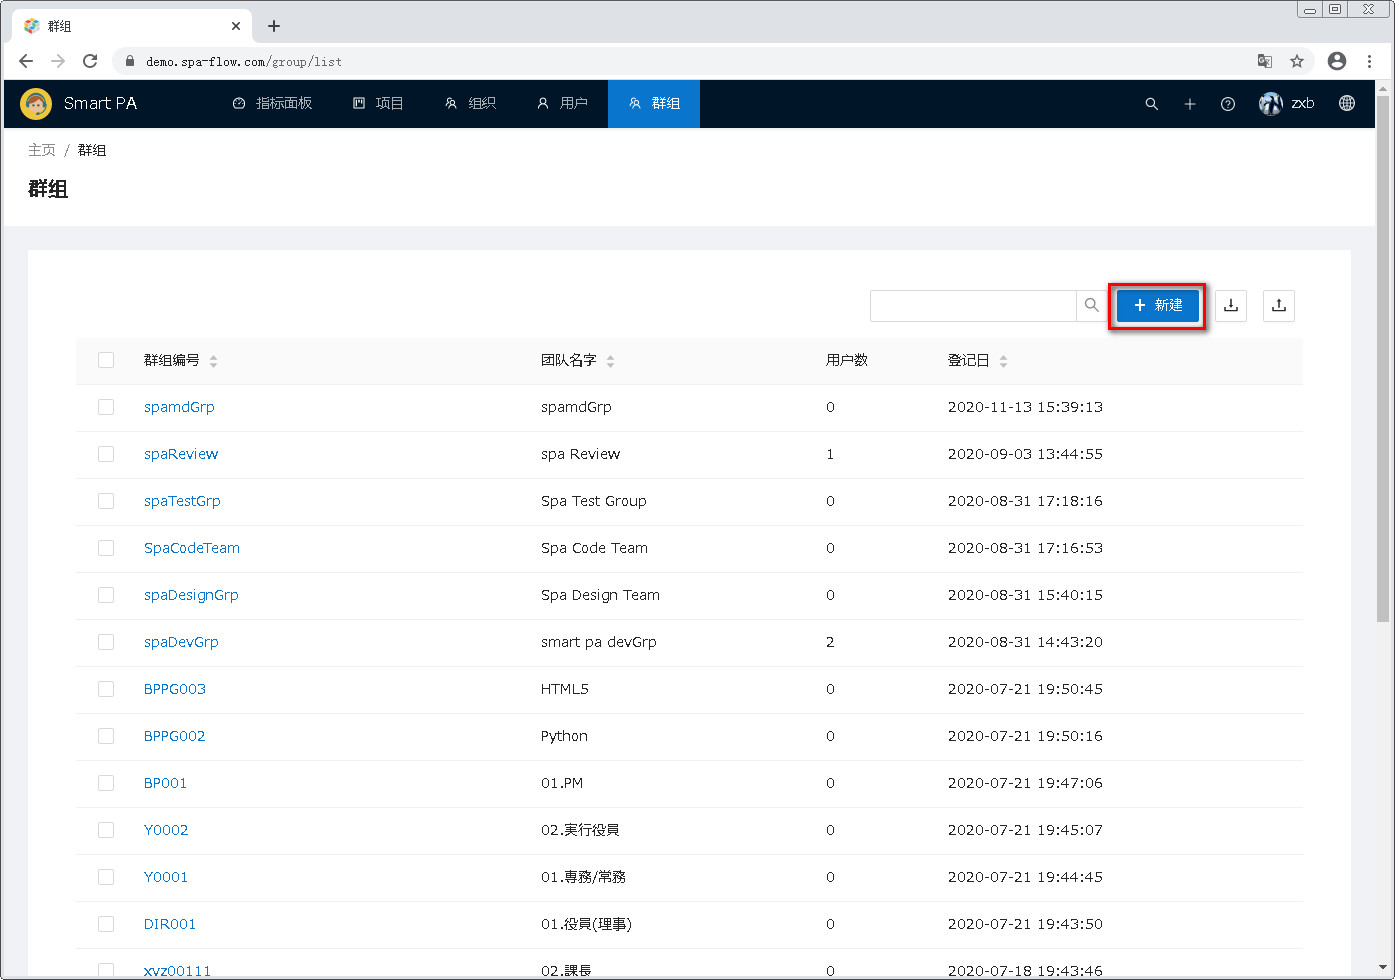 群组
demo.spa-flow.com/group/list
Smart PA 指标面板 项目 组织 用户 群组 zxb
主页 / 群组
群组
+ 新建
群组编号 团队名字 用户数 登记日
spamdGrp spamdGrp 0 2020-11-13 15:39:13
spaReview spa Review 1 2020-09-03 13:44:55
spaTestGrp Spa Test Group 0 2020-08-31 17:18:16
SpaCodeTeam Spa Code Team 0 2020-08-31 17:16:53
spaDesignGrp Spa Design Team 0 2020-08-31 15:40:15
spaDevGrp smart pa devGrp 2 2020-08-31 14:43:20
BPPG003 HTML5 0 2020-07-21 19:50:45
BPPG002 Python 0 2020-07-21 19:50:16
BP001 01.PM 0 2020-07-21 19:47:06
Y0002 02.実行役員 0 2020-07-21 19:45:07
Y0001 01.専務/常務 0 2020-07-21 19:44:45
DIR001 01.役員(理事) 0 2020-07-21 19:43:50
xyz00111 02.課長 0 2020-07-18 19:43:46